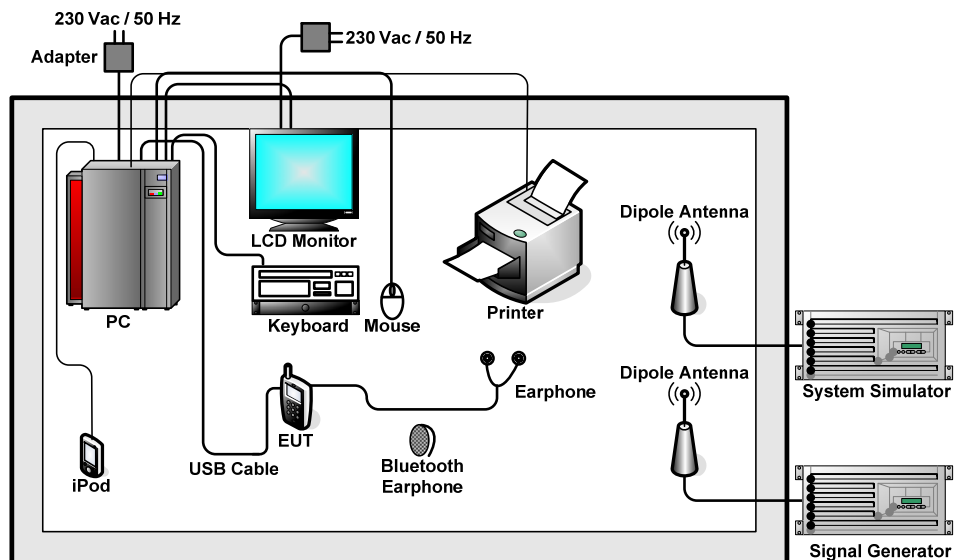 230 Vac / 50 Hz
230 Vac / 50 Hz
Adapter
LCD Monitor
PC
Keyboard
Mouse
Printer
Dipole Antenna
System Simulator
Dipole Antenna
Earphone
EUT
USB Cable
iPod
Bluetooth
Earphone
Signal Generator